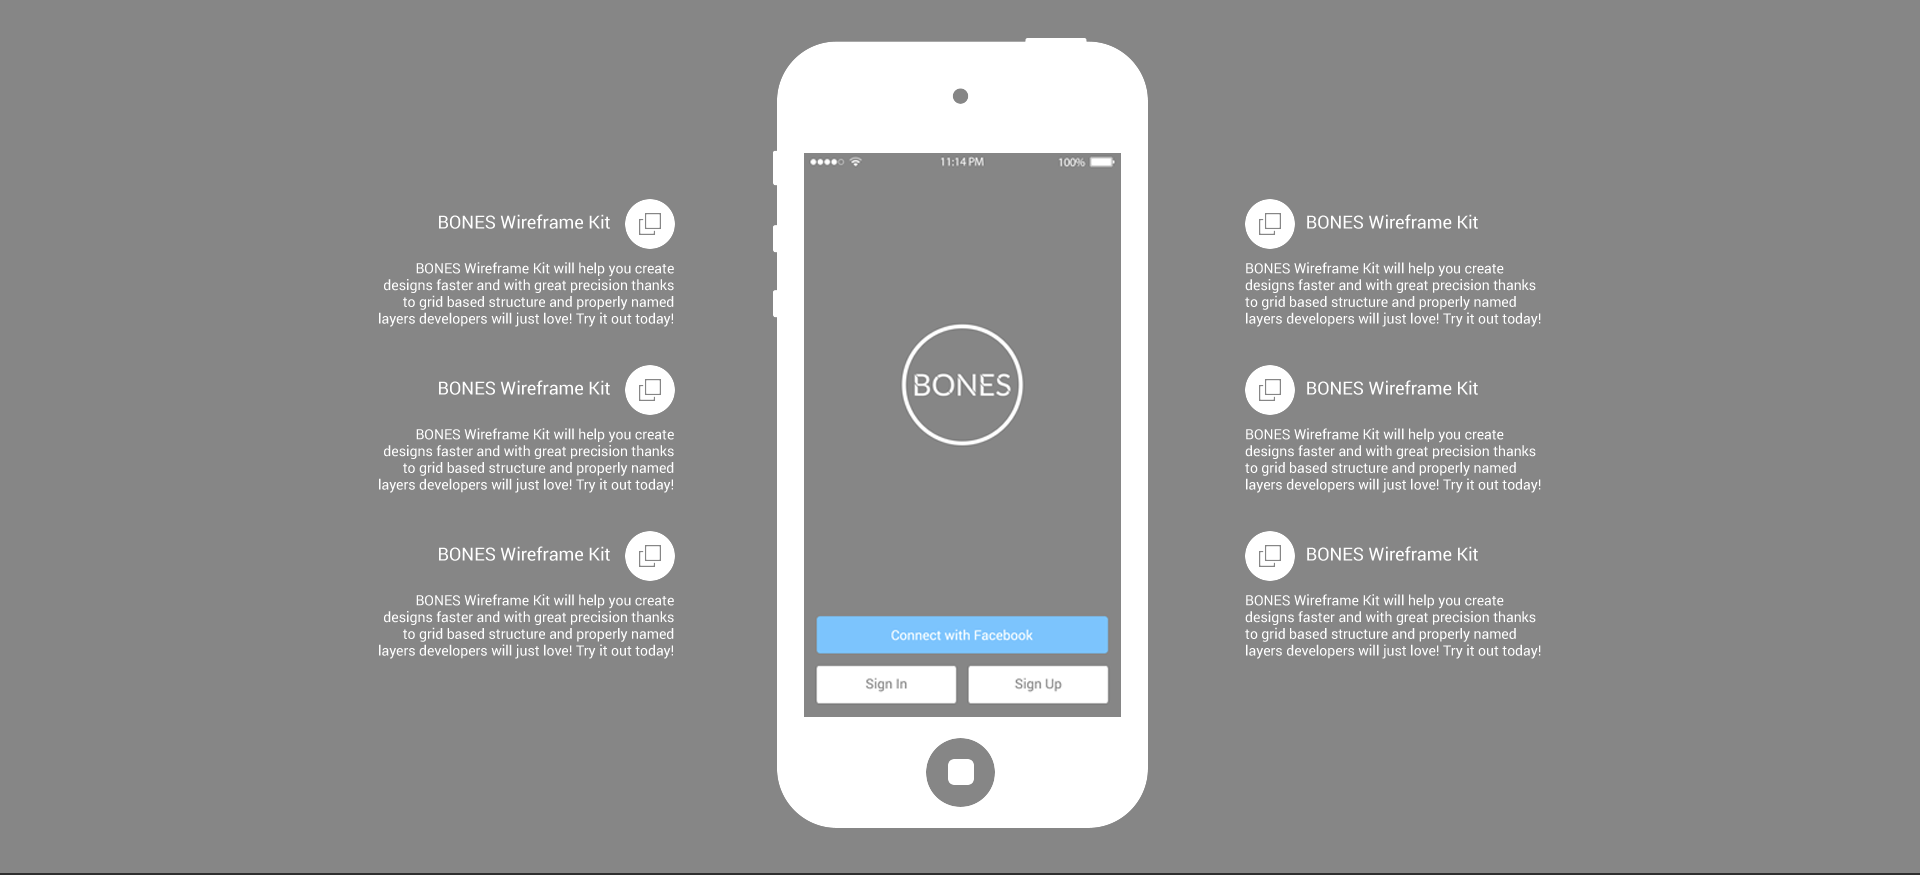 BONES Wireframe Kit
BONES Wireframe Kit will help you create
designs faster and with great precision thanks
to grid based structure and properly named
layers developers will just love! Try it out today!
BONES Wireframe Kit
BONES Wireframe Kit will help you create
designs faster and with great precision thanks
to grid based structure and properly named
layers developers will just love! Try it out today!
BONES Wireframe Kit
BONES Wireframe Kit will help you create
designs faster and with great precision thanks
to grid based structure and properly named
layers developers will just love! Try it out today!
11:14 PM
100%
BONES
Connect with Facebook
Sign In
Sign Up
BONES Wireframe Kit
BONES Wireframe Kit will help you create
designs faster and with great precision thanks
to grid based structure and properly named
layers developers will just love! Try it out today!
BONES Wireframe Kit
BONES Wireframe Kit will help you create
designs faster and with great precision thanks
to grid based structure and properly named
layers developers will just love! Try it out today!
BONES Wireframe Kit
BONES Wireframe Kit will help you create
designs faster and with great precision thanks
to grid based structure and properly named
layers developers will just love! Try it out today!